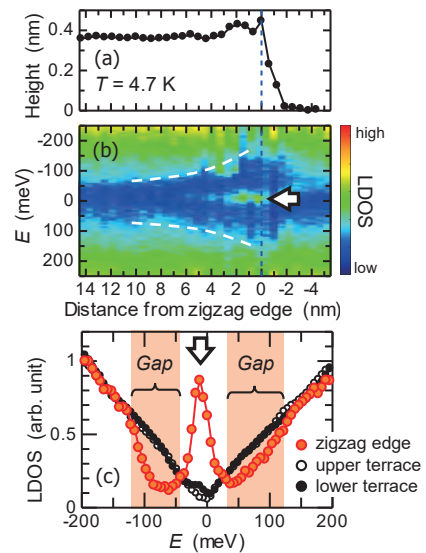 0.4
0.2
0
Height (nm)
(a)
T = 4.7 K
(b)
-200
-100
0
100
200
E (meV)
high
LDOS
low
14 12 10 8 6 4 2 0 -2 -4
Distance from zigzag edge (nm)
1
0.5
0
LDOS (arb. unit)
Gap
Gap
zigzag edge
upper terrace
lower terrace
(c)
-200 -100 0 100 200
E (meV)